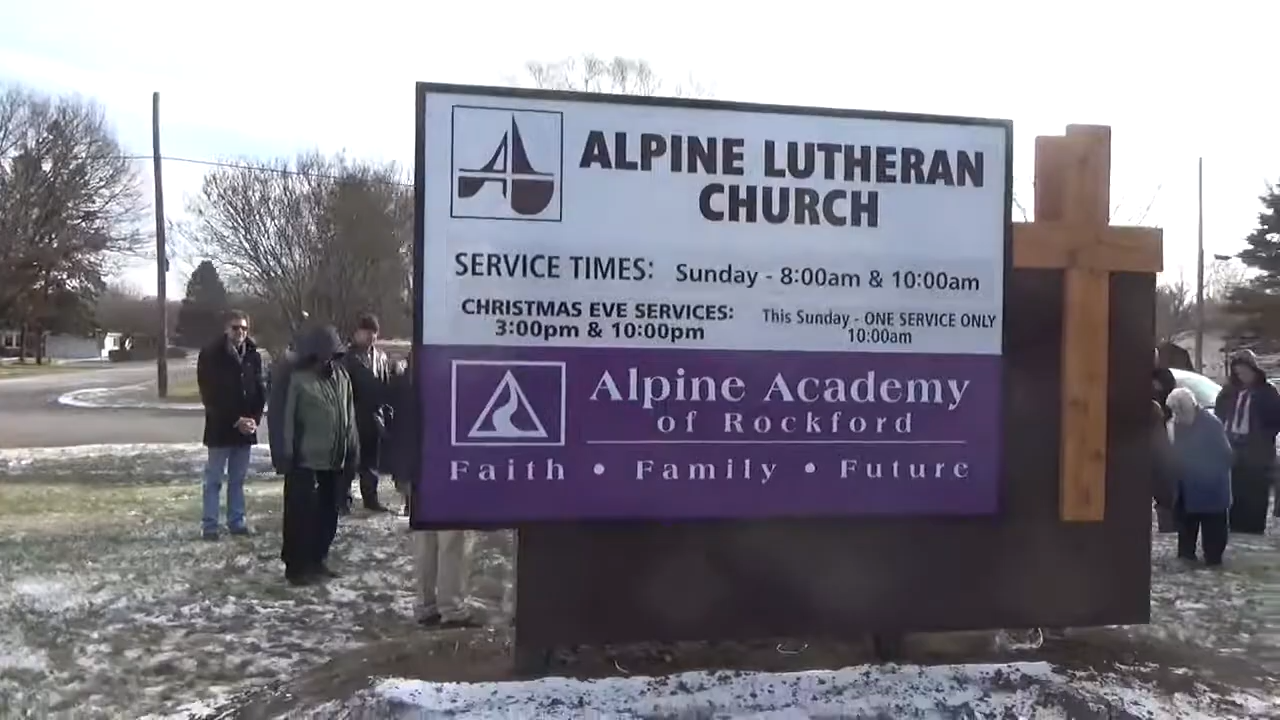 ALPINE LUTHERAN
CHURCH
SERVICE TIMES: Sunday - 8:00am & 10:00am
CHRISTMAS EVE SERVICES:
3:00pm & 10:00pm
This Sunday - ONE SERVICE ONLY
10:00am
Alpine Academy
of Rockford
Faith • Family • Future